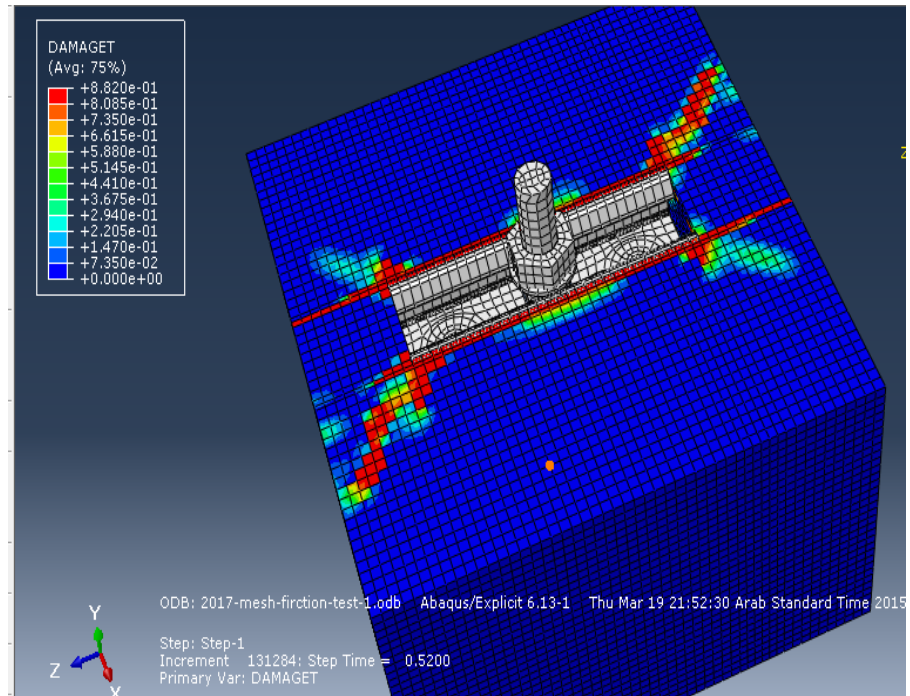 DAMAGET
(Avg: 75%)
+8.820e-01
+8.085e-01
+7.350e-01
+6.615e-01
+5.880e-01
+5.145e-01
+4.410e-01
+3.675e-01
+2.940e-01
+2.205e-01
+1.470e-01
+7.350e-02
+0.000e+00
Z
ODB: 2017-mesh-firction-test-1.odb Abaqus/Explicit 6.13-1 Thu Mar 19 21:52:30 Arab Standard Time 2015
Y
Z
X
Step: Step-1
Increment 131284: Step Time = 0.5200
Primary Var: DAMAGET